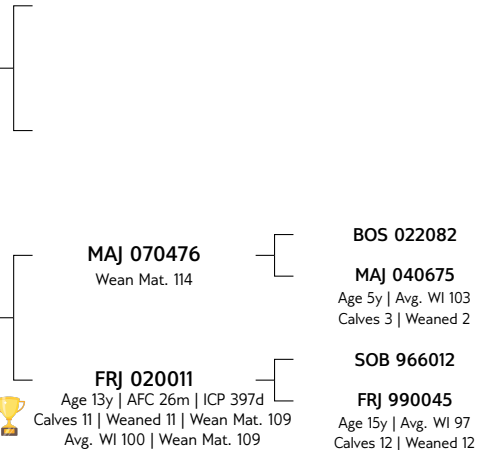 MAJ 070476
Wean Mat. 114
BOS 022082
MAJ 040675
Age 5y | Avg. WI 103
Calves 3 | Weaned 2
FRJ 020011
Age 13y | AFC 26m | ICP 397d
Calves 11 | Weaned 11 | Wean Mat. 109
Avg. WI 100 | Wean Mat. 109
SOB 966012
FRJ 990045
Age 15y | Avg. WI 97
Calves 12 | Weaned 12